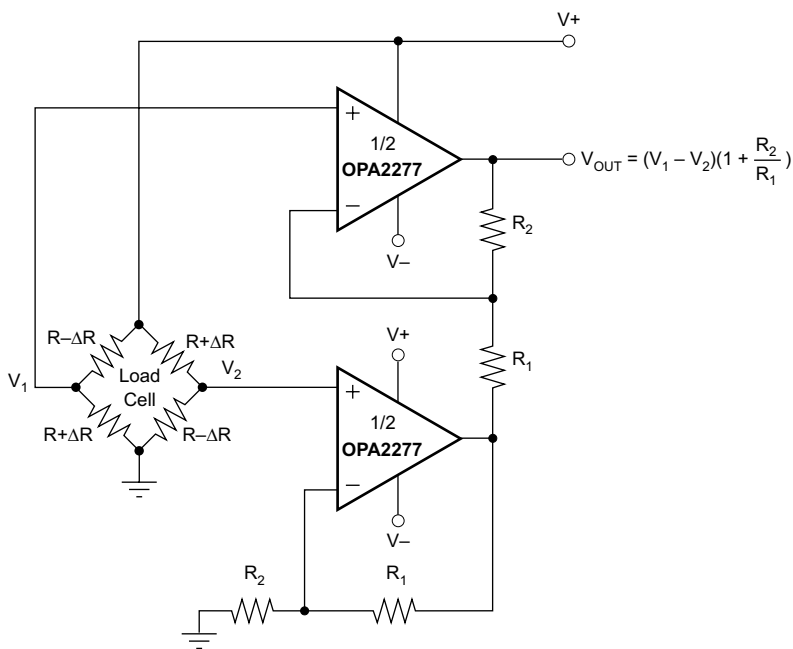 V+
+
1/2
OPA2277
−
V−
V_OUT = (V_1 − V_2)(1 + R_2/R_1)
R_2
R_1
R−ΔR
R+ΔR
V_1
V_2
Load
Cell
R+ΔR
R−ΔR
V+
+
1/2
OPA2277
−
V−
R_2
R_1